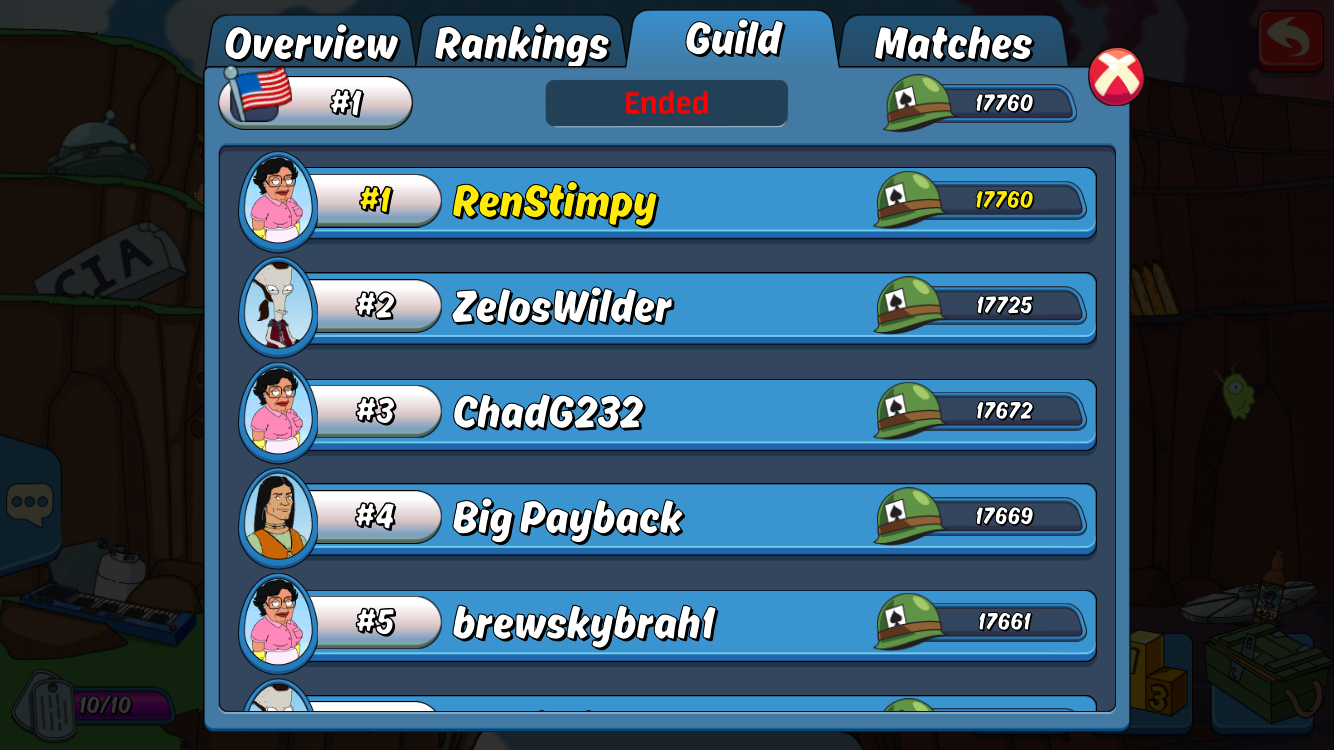 Overview Rankings Guild Matches
#1 Ended 17760
#1 RenStimpy 17760
#2 ZelosWilder 17725
#3 ChadG232 17672
#4 Big Payback 17669
#5 brewskybrah1 17661
CIA
10/10
3